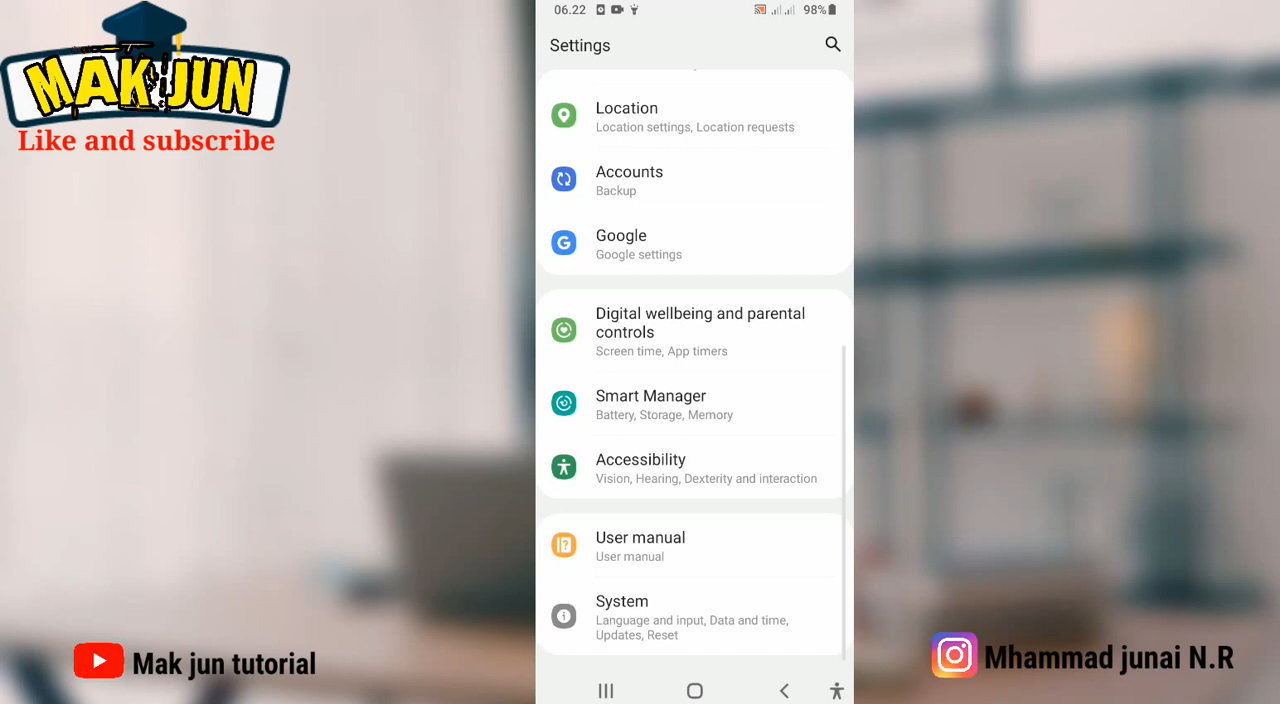 MAK JUN
Like and subscribe
06.22
98%
Settings
Location
Location settings, Location requests
Accounts
Backup
Google
Google settings
Digital wellbeing and parental
controls
Screen time, App timers
Smart Manager
Battery, Storage, Memory
Accessibility
Vision, Hearing, Dexterity and interaction
User manual
User manual
System
Language and input, Data and time,
Updates, Reset
Mak jun tutorial
Mhammad junai N.R